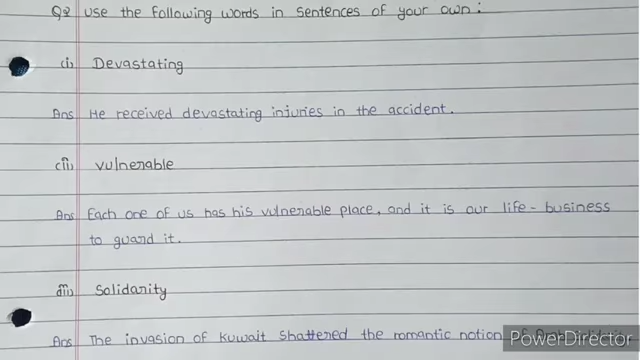 Q2 Use the following words in sentences of your own:
(i) Devastating
Ans He received devastating injuries in the accident.
(ii) vulnerable
Ans Each one of us has his vulnerable place, and it is our life - business
to guard it.
(iii) Solidarity
Ans The invasion of Kuwait shattered the romantic notion of
PowerDirector